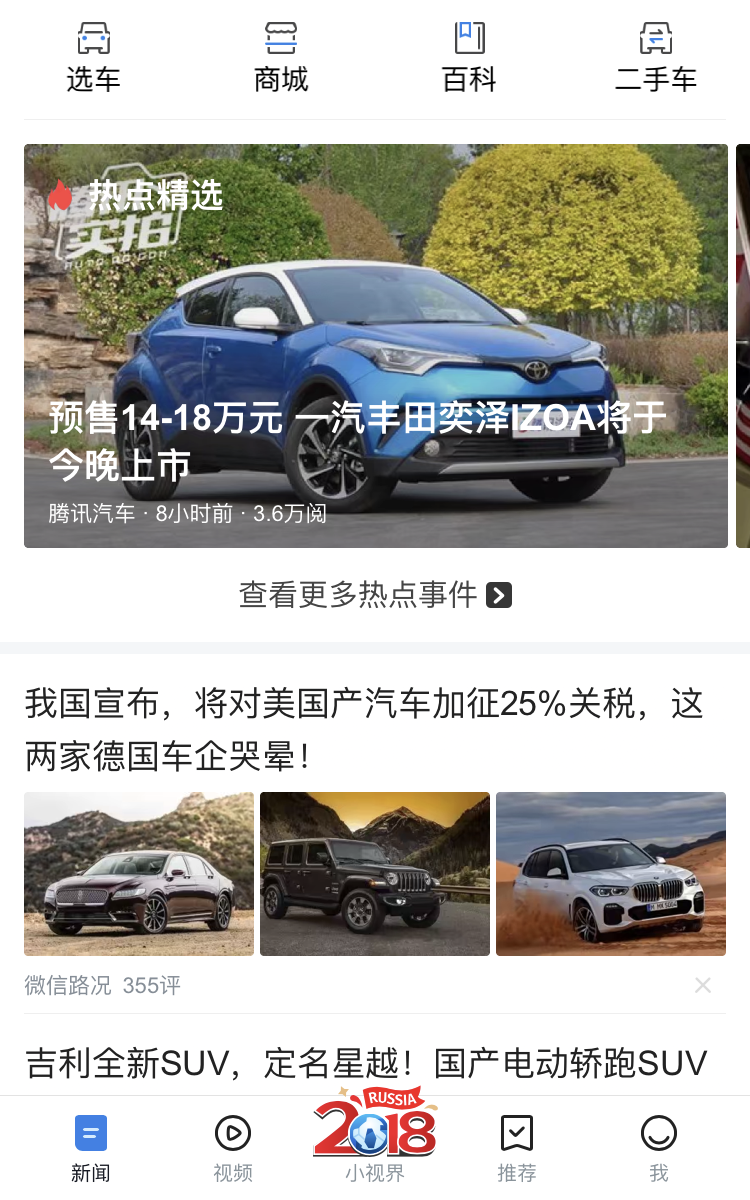 选车
商城
百科
二手车
热点精选
实拍
预售14-18万元 一汽丰田奕泽IZOA将于
今晚上市
腾讯汽车 · 8小时前 · 3.6万阅
查看更多热点事件
我国宣布，将对美国产汽车加征25%关税，这
两家德国车企哭晕！
微信路况 355评
吉利全新SUV，定名星越！国产电动轿跑SUV
RUSSIA
2018
新闻
视频
小视界
推荐
我